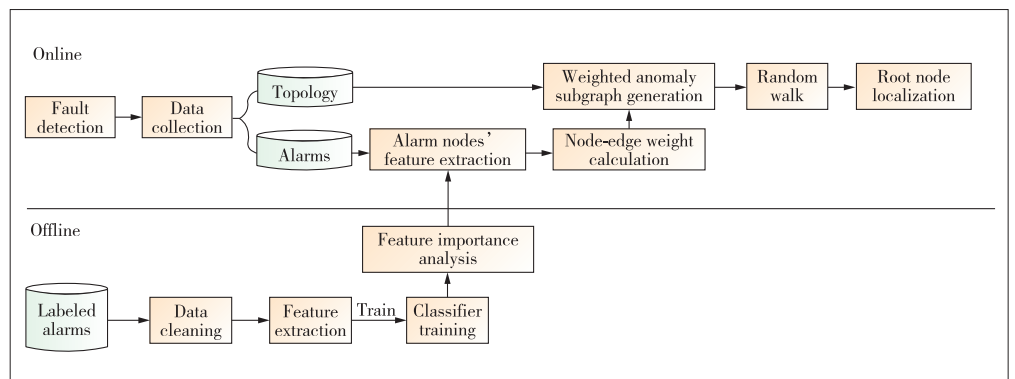 Online
Fault
detection
Data
collection
Topology
Alarms
Alarm nodes’
feature extraction
Weighted anomaly
subgraph generation
Node-edge weight
calculation
Random
walk
Root node
localization
Offline
Feature importance
analysis
Labeled
alarms
Data
cleaning
Feature
extraction
Train
Classifier
training